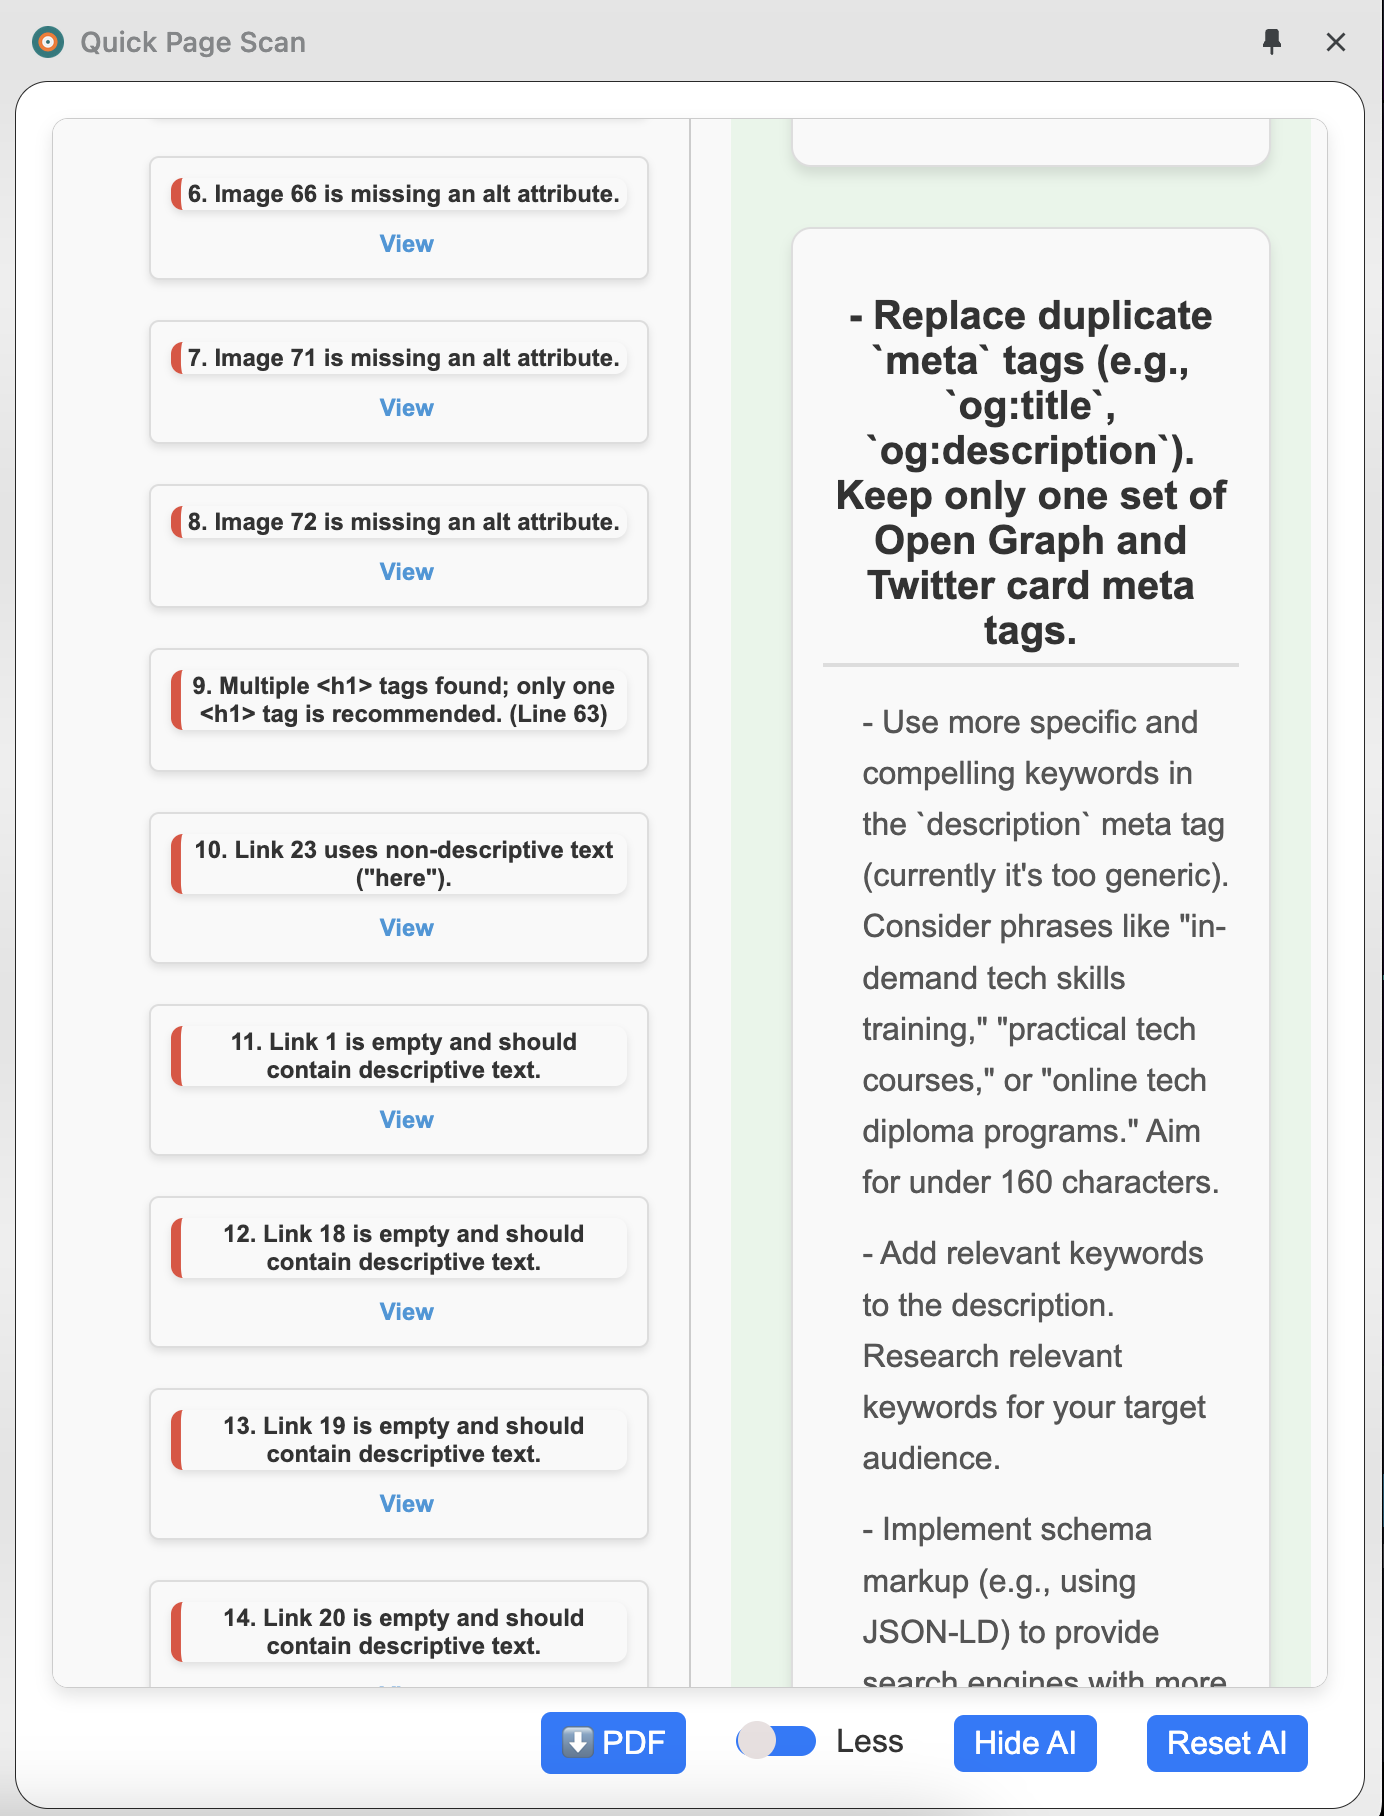 Quick Page Scan
6. Image 66 is missing an alt attribute.
View
7. Image 71 is missing an alt attribute.
View
8. Image 72 is missing an alt attribute.
View
9. Multiple <h1> tags found; only one
<h1> tag is recommended. (Line 63)
10. Link 23 uses non-descriptive text
("here").
View
11. Link 1 is empty and should
contain descriptive text.
View
12. Link 18 is empty and should
contain descriptive text.
View
13. Link 19 is empty and should
contain descriptive text.
View
14. Link 20 is empty and should
contain descriptive text.
- Replace duplicate
`meta` tags (e.g.,
`og:title`,
`og:description`).
Keep only one set of
Open Graph and
Twitter card meta
tags.
- Use more specific and
compelling keywords in
the `description` meta tag
(currently it's too generic).
Consider phrases like "in-
demand tech skills
training," "practical tech
courses," or "online tech
diploma programs." Aim
for under 160 characters.
- Add relevant keywords
to the description.
Research relevant
keywords for your target
audience.
- Implement schema
markup (e.g., using
JSON-LD) to provide
search engines with more
PDF
Less
Hide AI
Reset AI